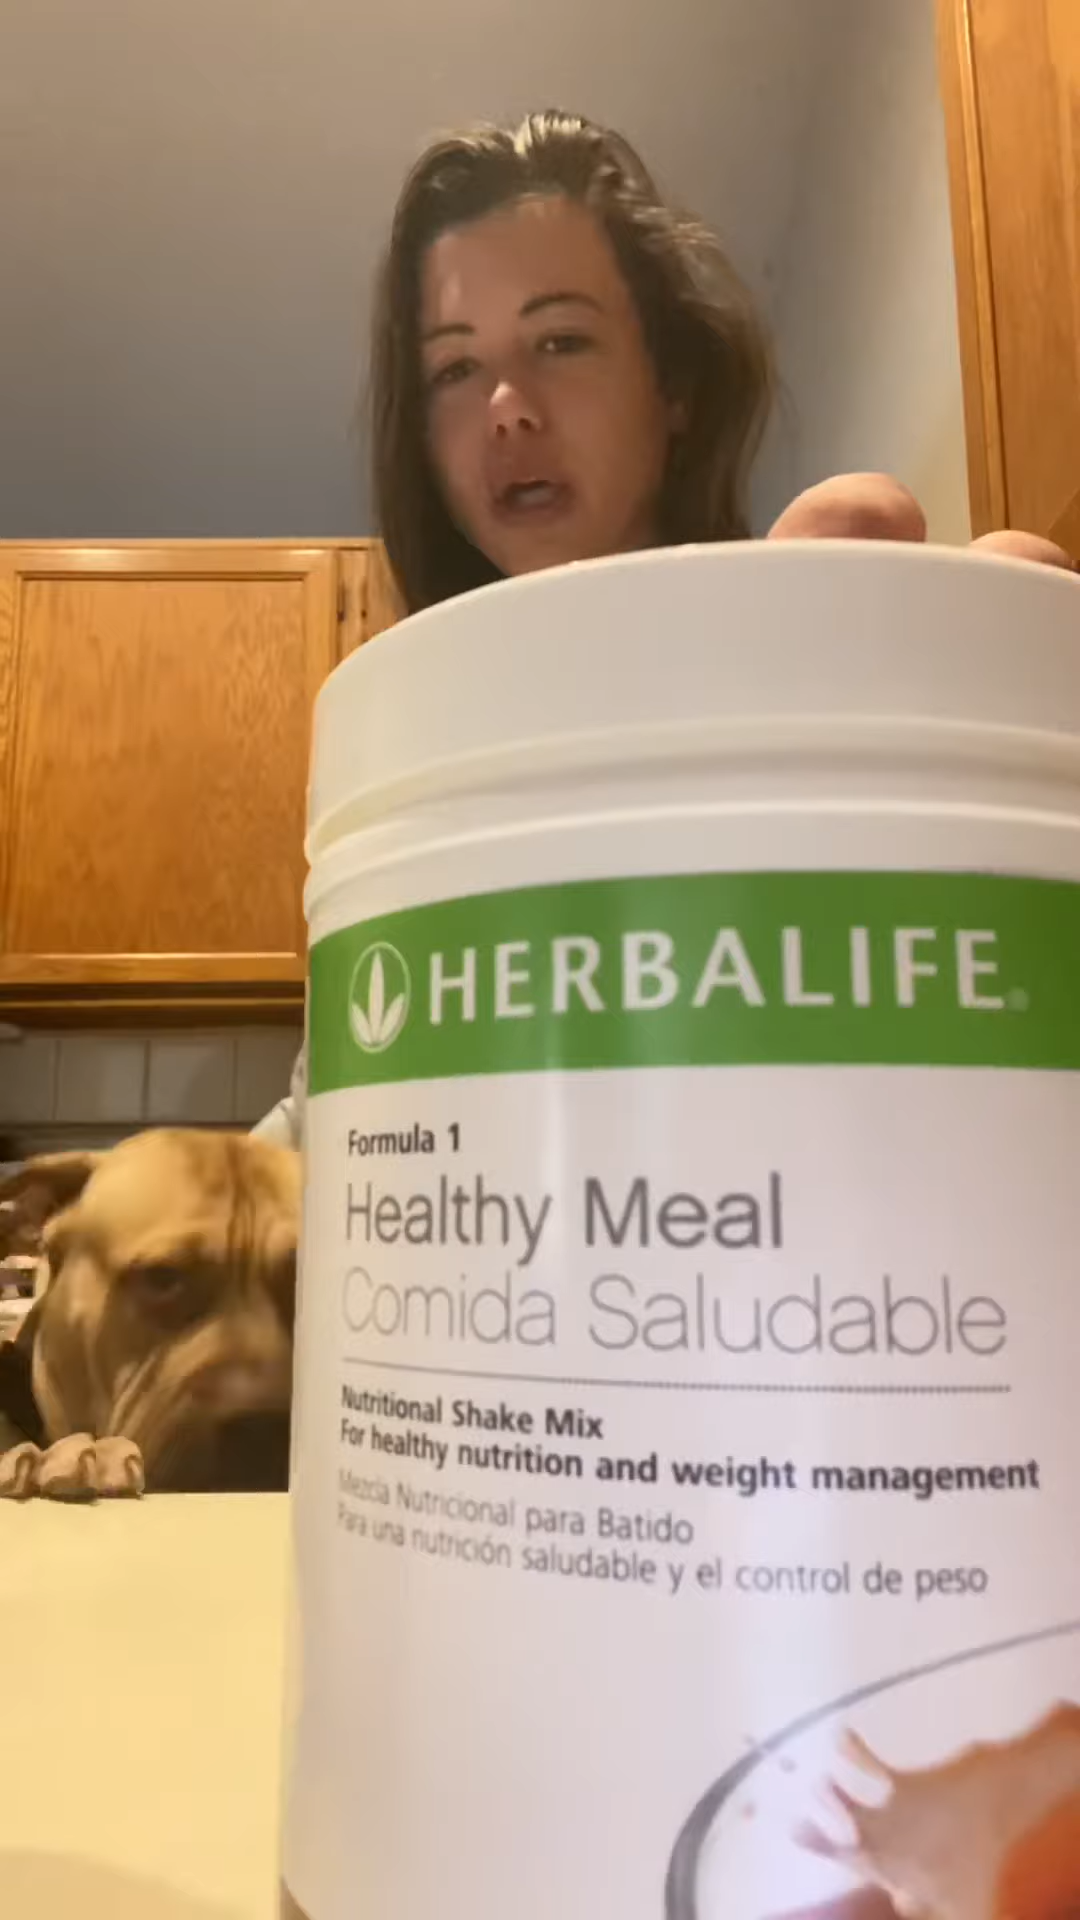 HERBALIFE®
Formula 1
Healthy Meal
Comida Saludable
Nutritional Shake Mix
For healthy nutrition and weight management
Mezcla Nutricional para Batido
Para una nutrición saludable y el control de peso